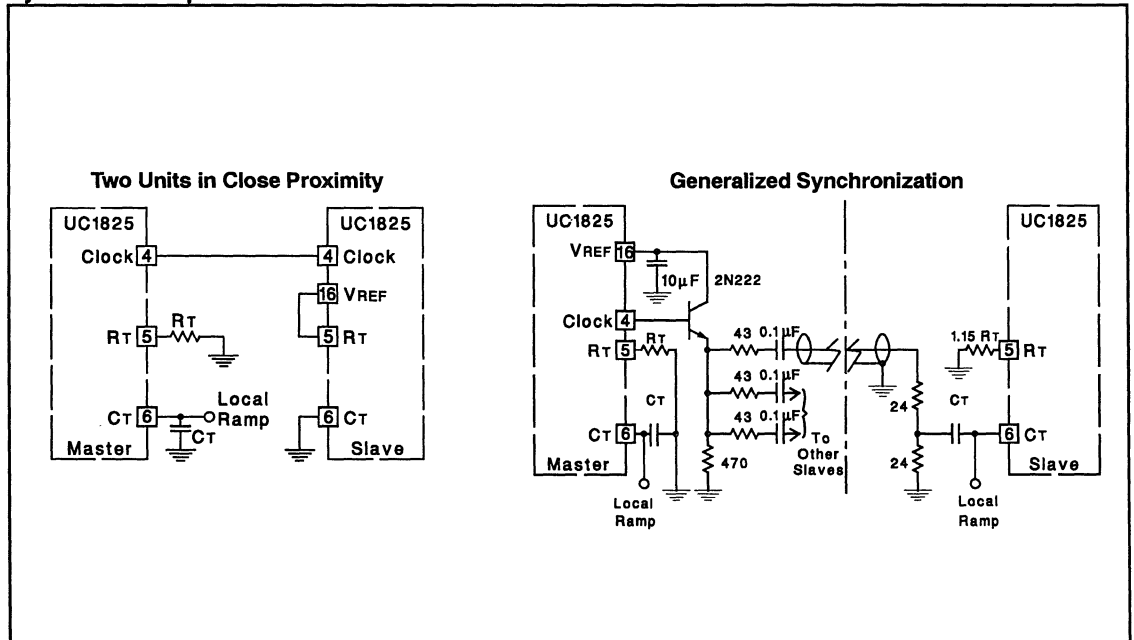 Two Units in Close Proximity
UC1825
Clock 4
RT 5
RT
CT 6
Local
Ramp
CT
Master
UC1825
4 Clock
16 VREF
5 RT
6 CT
Slave
Generalized Synchronization
UC1825
VREF 16
10µF
2N222
Clock 4
RT 5
RT
CT 6
CT
Master
Local
Ramp
43 0.1µF
43 0.1µF
43 0.1µF
To
Other
Slaves
470
24
24
CT
1.15 RT
UC1825
5 RT
6 CT
Slave
Local
Ramp